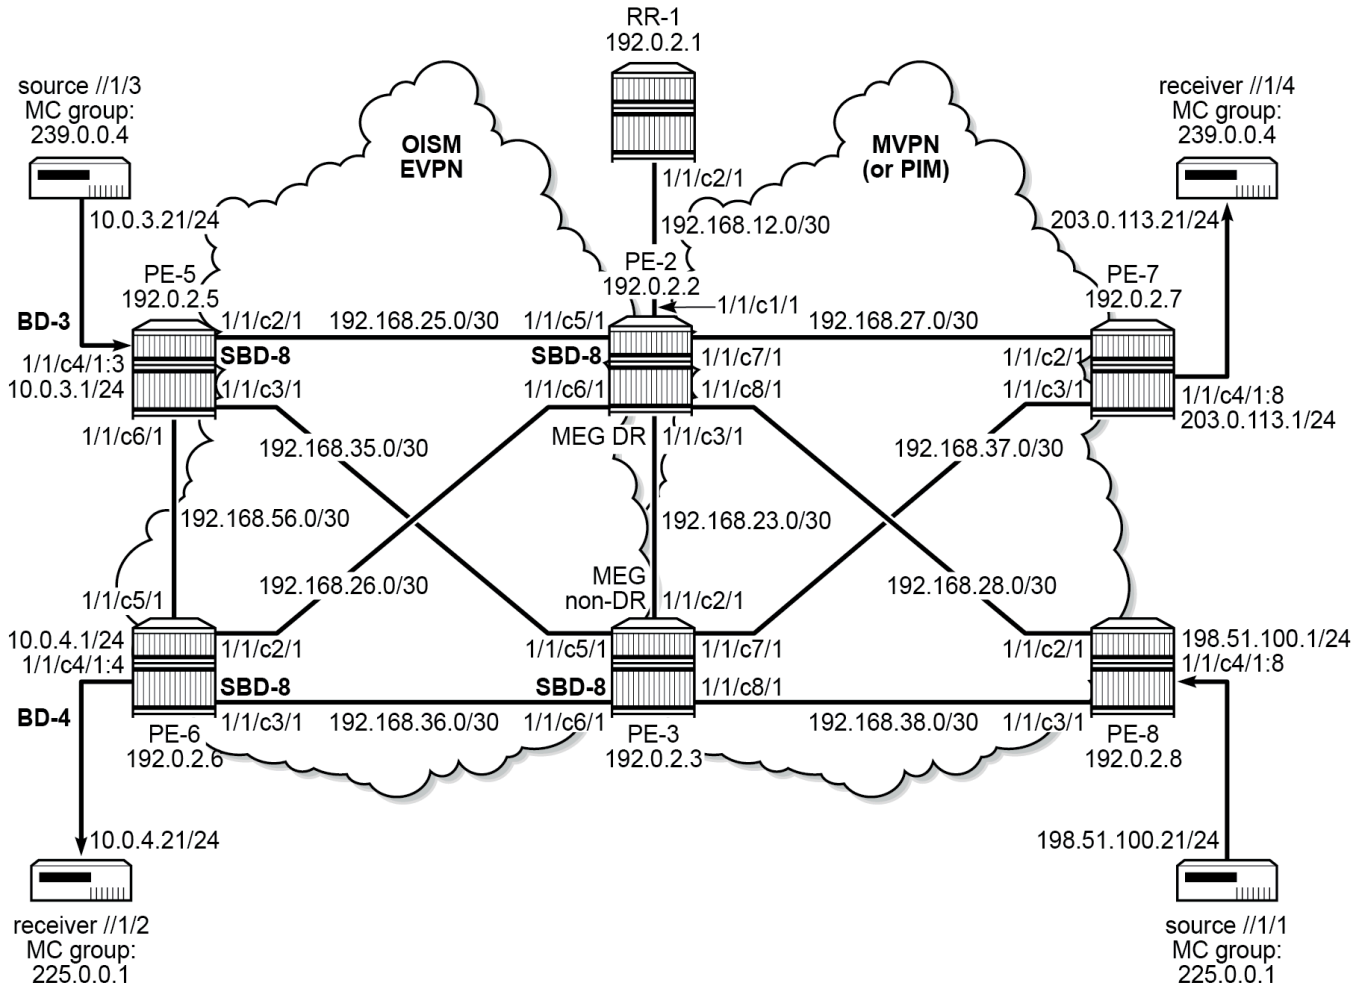 RR-1
192.0.2.1
source //1/3
MC group:
239.0.0.4
receiver //1/4
MC group:
239.0.0.4
OISM
EVPN
MVPN
(or PIM)
1/1/c2/1
10.0.3.21/24
192.168.12.0/30
203.0.113.21/24
PE-5
192.0.2.5
PE-2
192.0.2.2
1/1/c1/1
PE-7
192.0.2.7
BD-3
1/1/c2/1
192.168.25.0/30
1/1/c5/1
192.168.27.0/30
1/1/c4/1:3
10.0.3.1/24
SBD-8
SBD-8
1/1/c7/1
1/1/c2/1
1/1/c3/1
1/1/c6/1
1/1/c8/1
1/1/c3/1
1/1/c4/1:8
203.0.113.1/24
1/1/c6/1
192.168.35.0/30
MEG DR
1/1/c3/1
192.168.37.0/30
192.168.56.0/30
192.168.23.0/30
192.168.26.0/30
MEG
non-DR
192.168.28.0/30
1/1/c5/1
1/1/c2/1
10.0.4.1/24
1/1/c4/1:4
1/1/c2/1
1/1/c5/1
1/1/c7/1
1/1/c2/1
198.51.100.1/24
1/1/c4/1:8
SBD-8
SBD-8
1/1/c8/1
BD-4
1/1/c3/1
192.168.36.0/30
1/1/c6/1
192.168.38.0/30
1/1/c3/1
PE-6
192.0.2.6
PE-3
192.0.2.3
PE-8
192.0.2.8
10.0.4.21/24
198.51.100.21/24
receiver //1/2
MC group:
225.0.0.1
source //1/1
MC group:
225.0.0.1